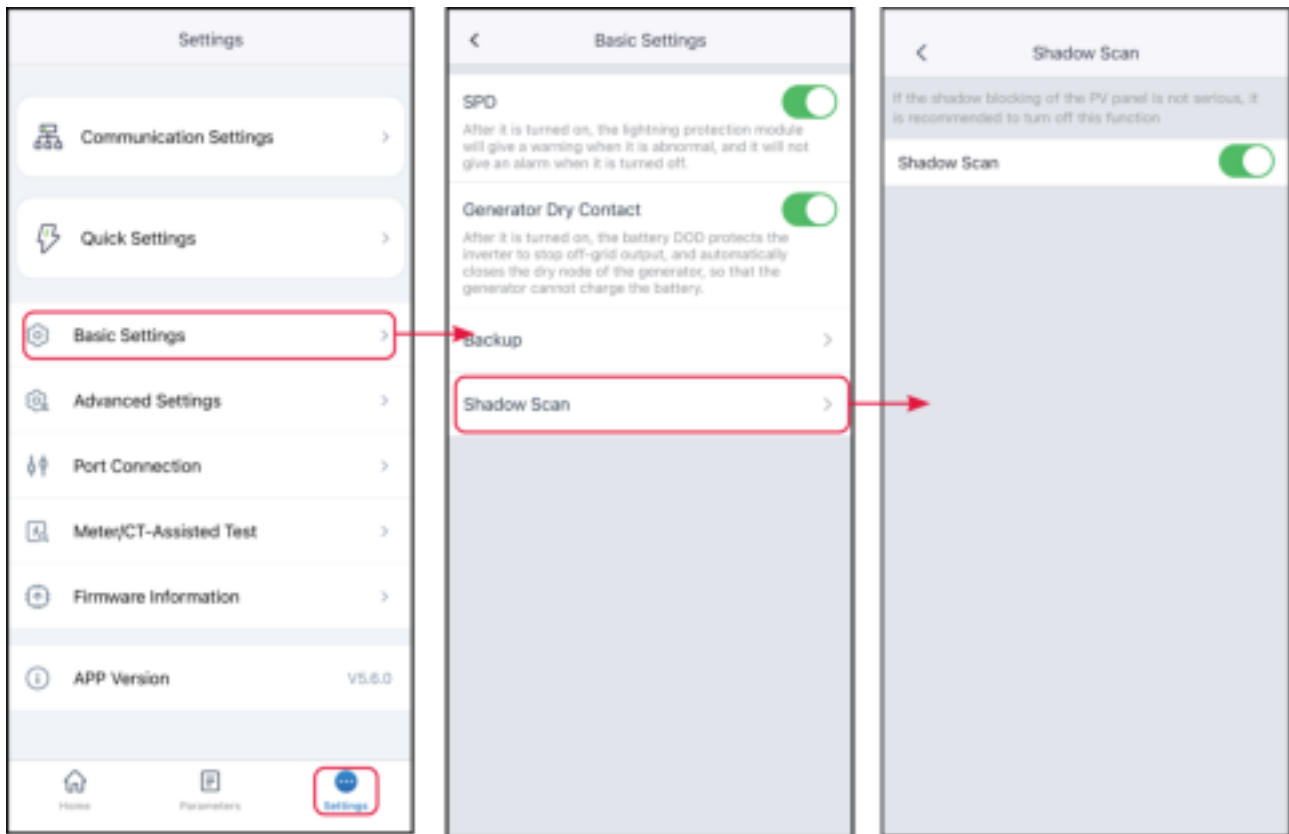 Settings
Communication Settings
Quick Settings
Basic Settings
Advanced Settings
Port Connection
Meter/CT-Assisted Test
Firmware Information
APP Version V5.6.0
Home Parameters Settings
Basic Settings
SPD
After it is turned on, the lightning protection module
will give a warning when it is abnormal, and it will not
give an alarm when it is turned off.
Generator Dry Contact
After it is turned on, the battery DOD protects the
inverter to stop off-grid output, and automatically
closes the dry node of the generator, so that the
generator cannot charge the battery.
Backup
Shadow Scan
Shadow Scan
If the shadow blocking of the PV panel is not serious, it
is recommended to turn off this function
Shadow Scan